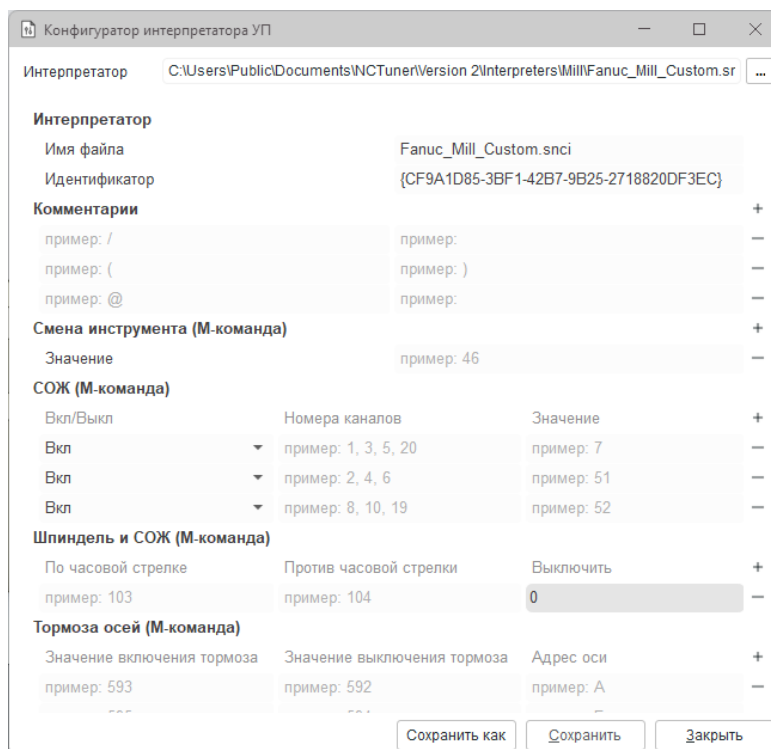 Конфигуратор интерпретатора УП
Интерпретатор C:\Users\Public\Documents\NCTuner\Version 2\Interpreters\Mill\Fanuc_Mill_Custom.sr ...
Интерпретатор
Имя файла Fanuc_Mill_Custom.snci
Идентификатор {CF9A1D85-3BF1-42B7-9B25-2718820DF3EC}
Комментарии +
пример: / пример: —
пример: ( пример: ) —
пример: @ пример: —
Смена инструмента (М-команда) +
Значение пример: 46 —
СОЖ (М-команда)
Вкл/Выкл Номера каналов Значение +
Вкл пример: 1, 3, 5, 20 пример: 7 —
Вкл пример: 2, 4, 6 пример: 51 —
Вкл пример: 8, 10, 19 пример: 52 —
Шпиндель и СОЖ (М-команда)
По часовой стрелке Против часовой стрелки Выключить +
пример: 103 пример: 104 0 —
Тормоза осей (М-команда)
Значение включения тормоза Значение выключения тормоза Адрес оси +
пример: 593 пример: 592 пример: A —
Сохранить как Сохранить Закрыть